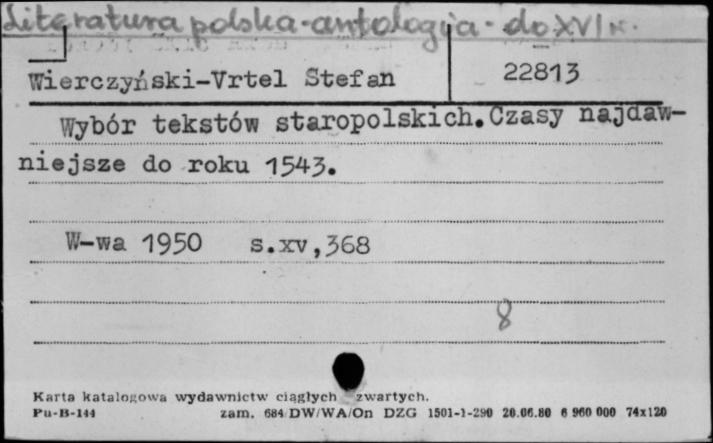 Literatura polska - antologia - do XVI w.
Wierczyński-Vrtel Stefan
22813
Wybór tekstów staropolskich. Czasy najdaw-
niejsze do roku 1543.
W-wa 1950 s.xv,368
8
Karta katalogowa wydawnictw ciągłych zwartych.
Pu-B-144 zam. 684/DW/WA/On DZG 1501-1-290 20.06.80 6 960 000 74x120